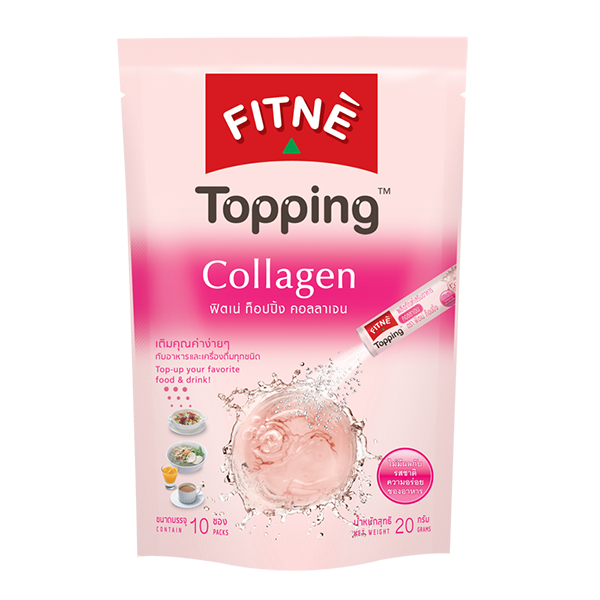 FITNÈ
Topping™
Collagen
ฟิตเน่ ท็อปปิ้ง คอลลาเจน
FITNÈ
Topping
คอลลาเจน
เติมคุณค่าง่ายๆ
กับอาหารและเครื่องดื่มทุกชนิด
Top-up your favorite
food & drink!
รสชาติ
ความอร่อย
ของอาหาร
ขนาดบรรจุ 10 ซอง
CONTAIN PACKS
น้ำหนักสุทธิ 20 กรัม
NET WEIGHT GRAMS